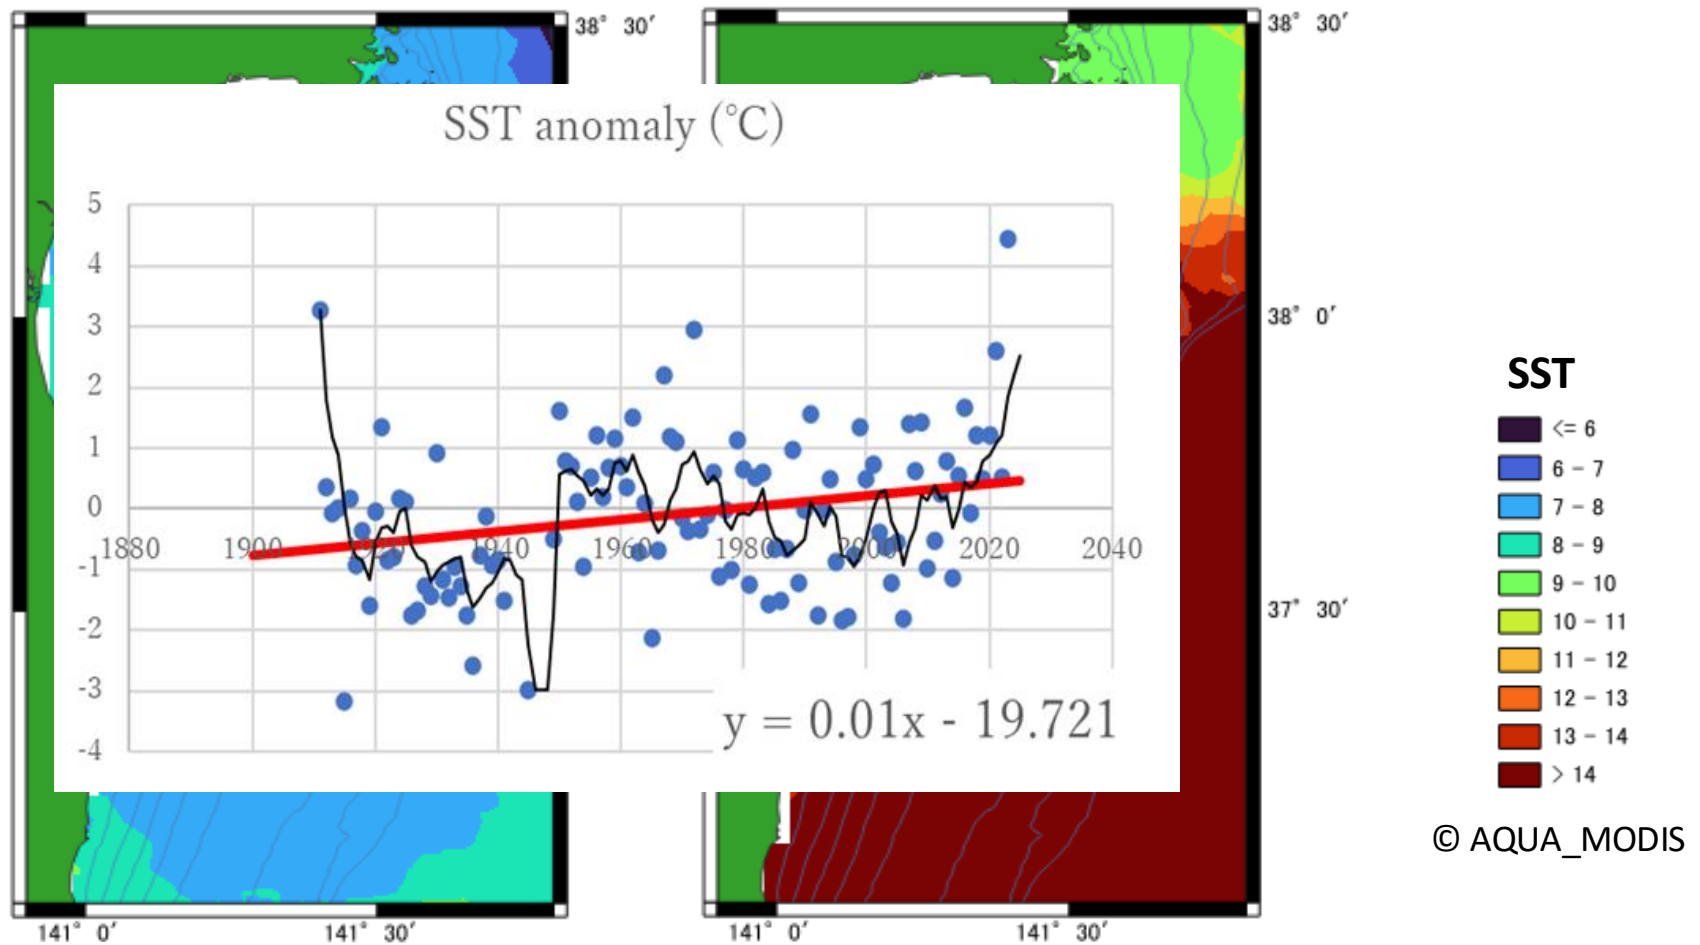 38° 30′
38° 30′
SST anomaly (℃)
5
4
3
2
1
0
-1
-2
-3
-4
1880 1900 1920 1940 1960 1980 2000 2020 2040
y = 0.01x - 19.721
38° 0′
37° 30′
141° 0′ 141° 30′
141° 0′ 141° 30′
SST
<= 6
6 - 7
7 - 8
8 - 9
9 - 10
10 - 11
11 - 12
12 - 13
13 - 14
> 14
© AQUA_MODIS